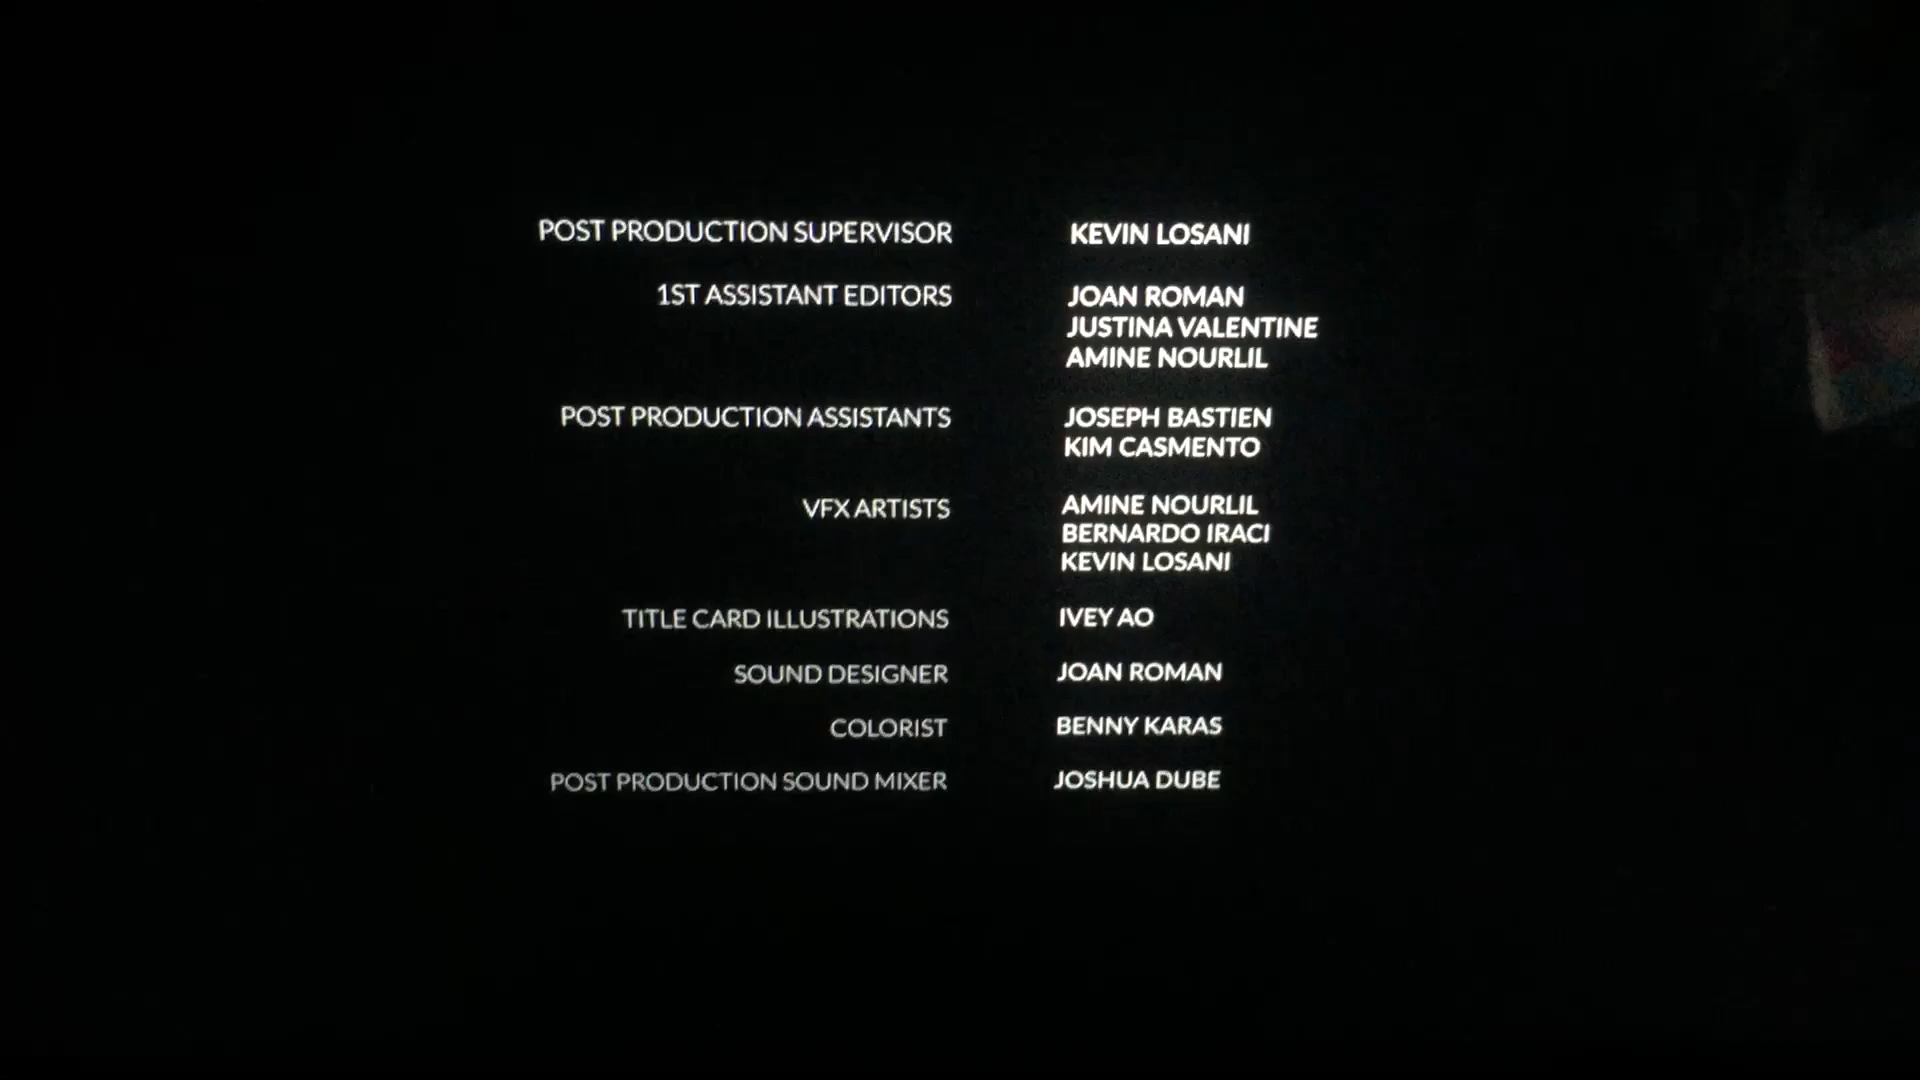 POST PRODUCTION SUPERVISOR KEVIN LOSANI
1ST ASSISTANT EDITORS JOAN ROMAN
JUSTINA VALENTINE
AMINE NOURLIL
POST PRODUCTION ASSISTANTS JOSEPH BASTIEN
KIM CASMENTO
VFX ARTISTS AMINE NOURLIL
BERNARDO IRACI
KEVIN LOSANI
TITLE CARD ILLUSTRATIONS IVEY AO
SOUND DESIGNER JOAN ROMAN
COLORIST BENNY KARAS
POST PRODUCTION SOUND MIXER JOSHUA DUBE